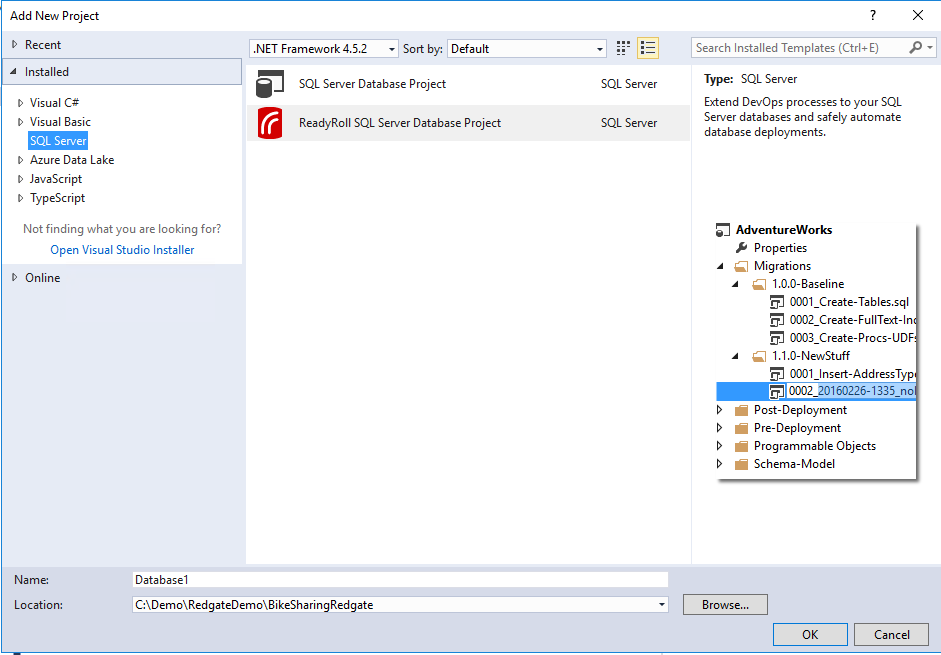 Add New Project
?
Recent
.NET Framework 4.5.2
Sort by:
Default
Search Installed Templates (Ctrl+E)
Installed
Visual C#
Visual Basic
SQL Server
Azure Data Lake
JavaScript
TypeScript
Not finding what you are looking for?
Open Visual Studio Installer
Online
SQL Server Database Project
SQL Server
ReadyRoll SQL Server Database Project
SQL Server
Type: SQL Server
Extend DevOps processes to your SQL
Server databases and safely automate
database deployments.
AdventureWorks
Properties
Migrations
1.0.0-Baseline
0001_Create-Tables.sql
0002_Create-FullText-Ind
0003_Create-Procs-UDFs
1.1.0-NewStuff
0001_Insert-AddressType
0002_20160226-1335_nol
Post-Deployment
Pre-Deployment
Programmable Objects
Schema-Model
Name:
Database1
Location:
C:\Demo\RedgateDemo\BikeSharingRedgate
Browse...
OK
Cancel